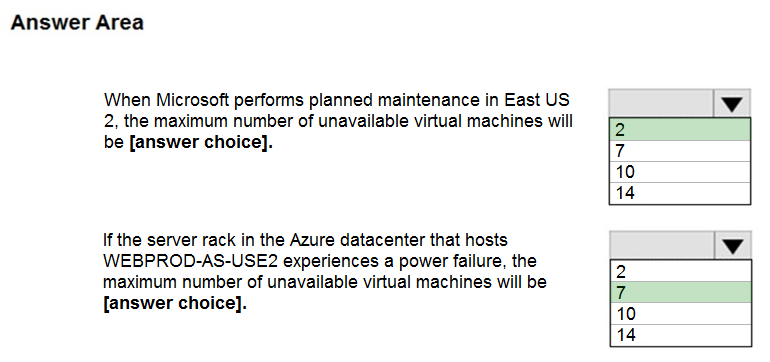 Answer Area
When Microsoft performs planned maintenance in East US
2, the maximum number of unavailable virtual machines will
be [answer choice].
2
7
10
14
If the server rack in the Azure datacenter that hosts
WEBPROD-AS-USE2 experiences a power failure, the
maximum number of unavailable virtual machines will be
[answer choice].
2
7
10
14